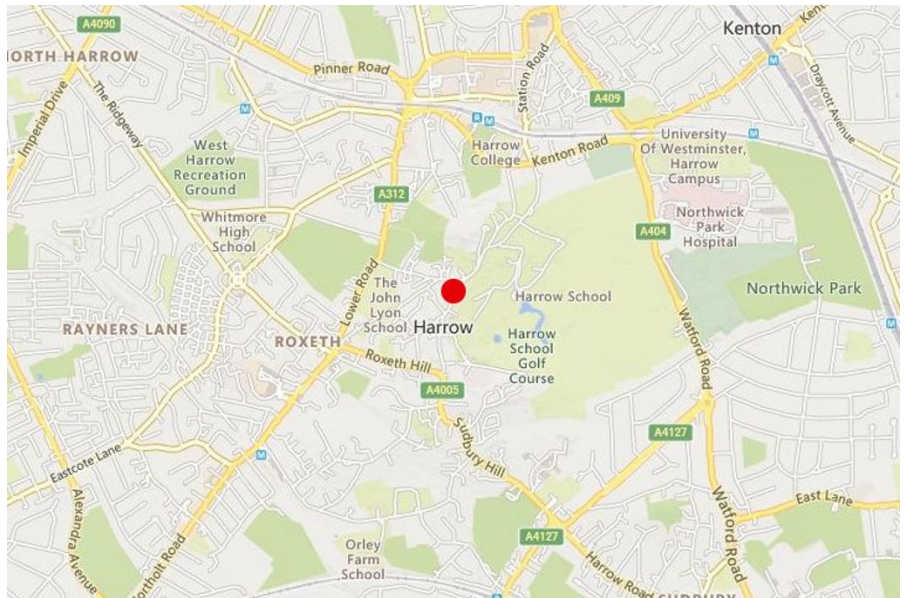 A4090
Kenton
NORTH HARROW
Pinner Road
Station Road
Draycott Avenue
Imperial Drive
The Ridgeway
A409
R M
M
M
M
M
West
Harrow
Recreation
Ground
Harrow
College
Kenton Road
University
Of Westminster,
Harrow
Campus
A312
Whitmore
High
School
A404
Northwick
Park
Hospital
Lower Road
The
John
Lyon
School
Harrow School
Northwick Park
RAYNERS LANE
ROXETH
Harrow
Harrow
School
Golf
Course
Watford Road
Roxeth Hill
A4005
Sudbury Hill
A4127
Eastcote Lane
M
Alexandra Avenue
Northolt Road
Watford Road
East Lane
A4127
Orley
Farm
School
Harrow Road
SUDBURY